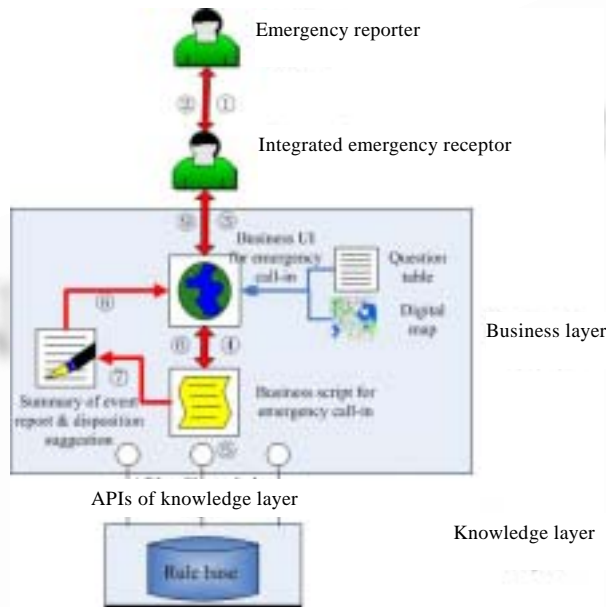 Emergency reporter
② ①
Integrated emergency receptor
⑨ ③
Business UI
for emergency
call-in
Question
table
Digital
map
⑧
Business layer
⑥ ④
⑦
Summary of event
report & disposition
suggestion
Business script for
emergency call-in
⑤
APIs of knowledge layer
Knowledge layer
Rule base